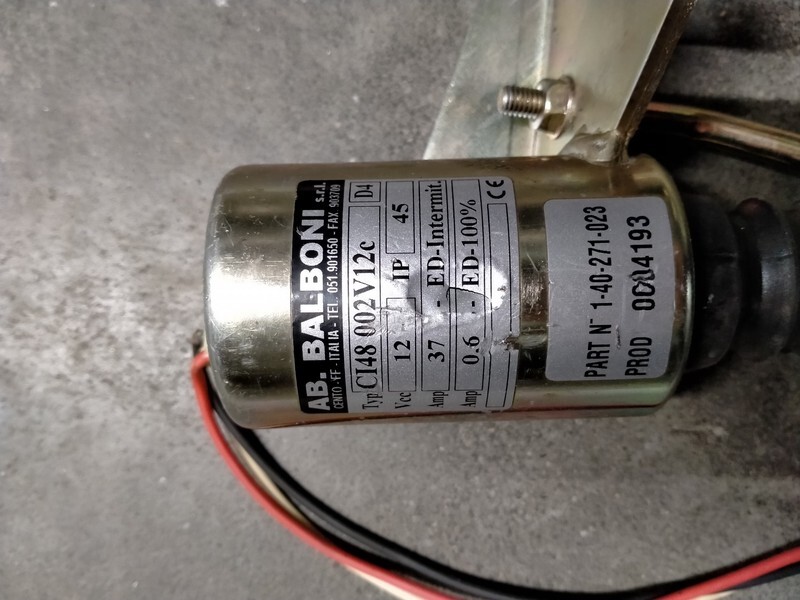 AB. BALBONI s.r.l.
CENTO - FE - ITALIA - TEL. 051.901650 - FAX 903709
Typ CI48 002V12c D4
Vcc 12 IP 45
Amp 37 - ED-Intermit.
Amp 0.6 - ED-100%
CE
PART N° 1-40-271-023
PROD 0004193